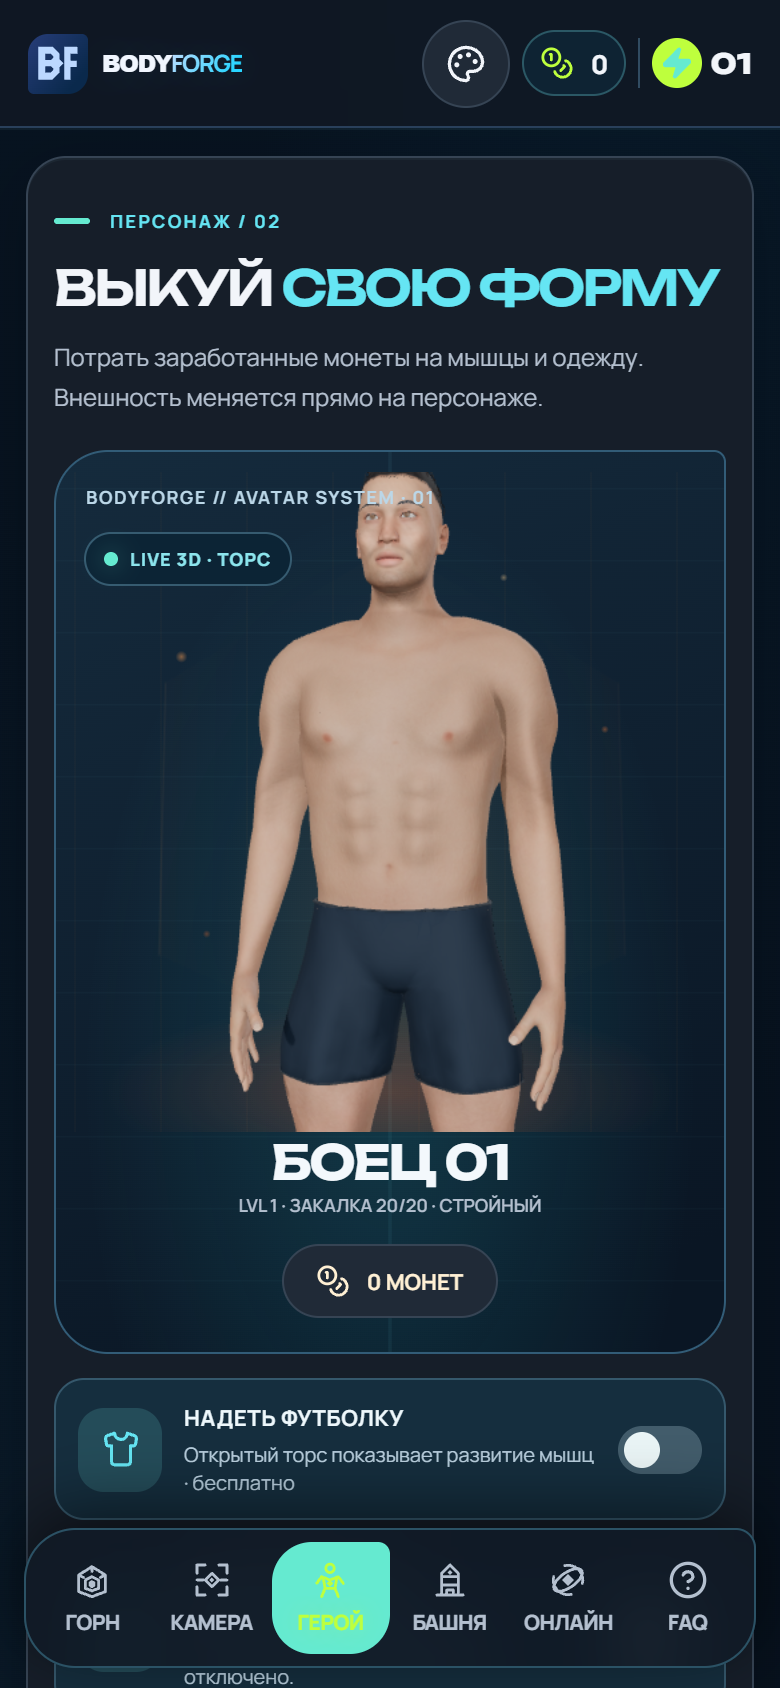 BF BODYFORGE 0 01
ПЕРСОНАЖ / 02
ВЫКУЙ СВОЮ ФОРМУ
Потрать заработанные монеты на мышцы и одежду.
Внешность меняется прямо на персонаже.
BODYFORGE // AVATAR SYSTEM · 01
LIVE 3D · ТОРС
БОЕЦ 01
LVL 1 · ЗАКАЛКА 20/20 · СТРОЙНЫЙ
0 МОНЕТ
НАДЕТЬ ФУТБОЛКУ
Открытый торс показывает развитие мышц
· бесплатно
ГОРН КАМЕРА ГЕРОЙ БАШНЯ ОНЛАЙН FAQ
отключено.